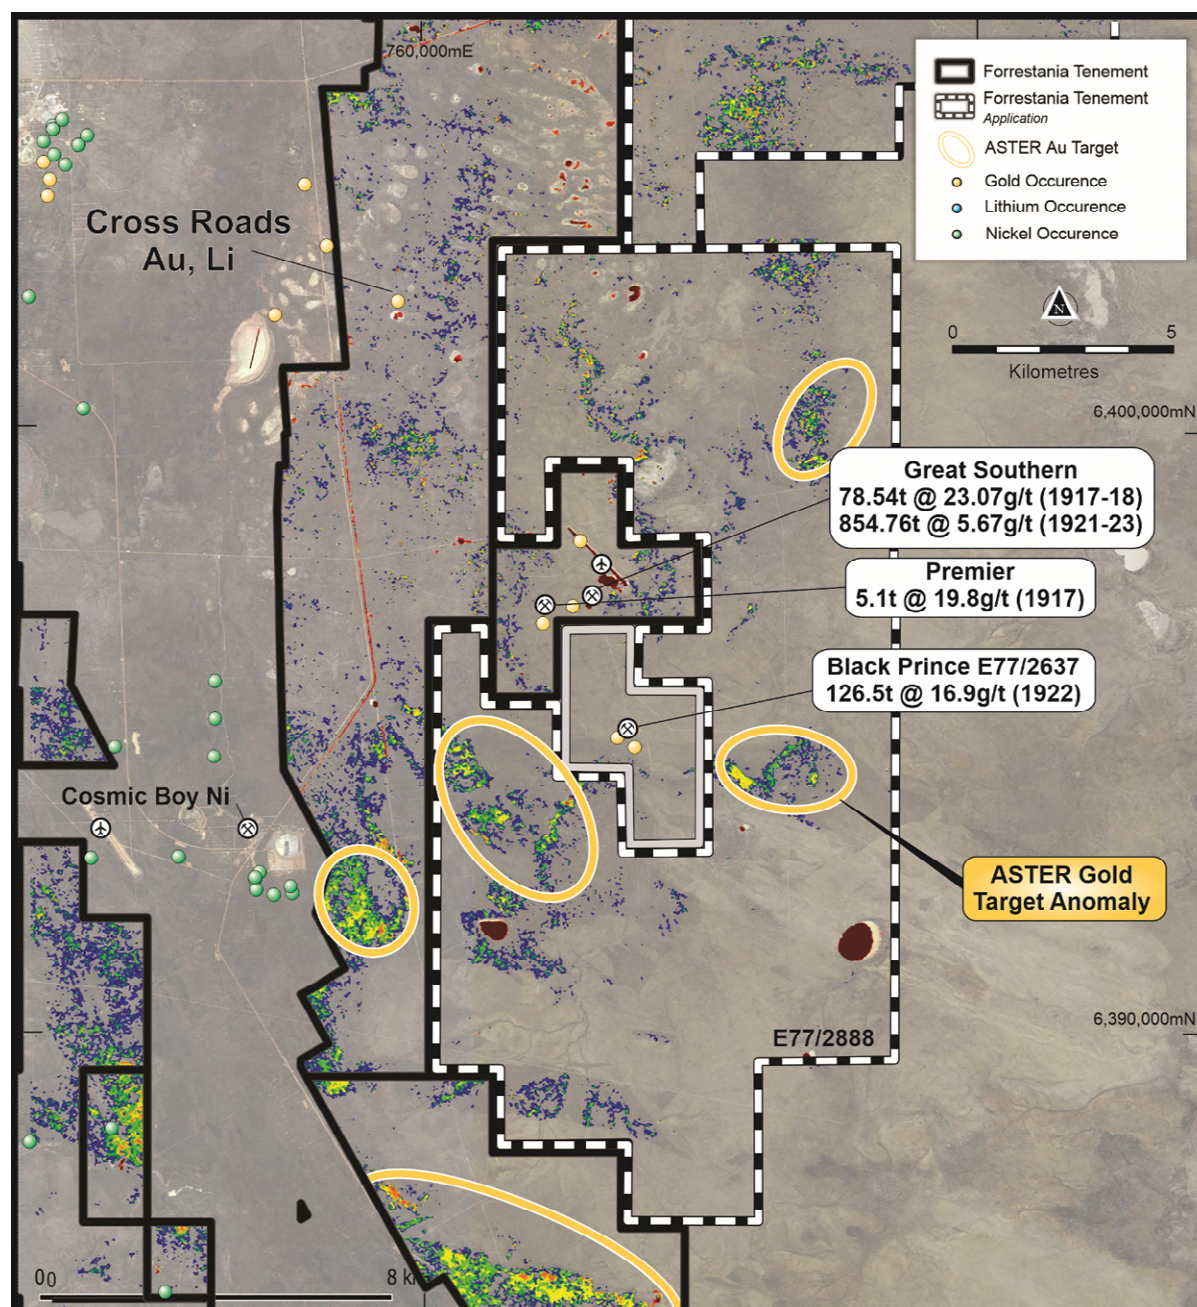 760,000mE
Forrestania Tenement
Forrestania Tenement
Application
ASTER Au Target
Gold Occurence
Lithium Occurence
Nickel Occurence
Cross Roads
Au, Li
N
0 5
Kilometres
6,400,000mN
Great Southern
78.54t @ 23.07g/t (1917-18)
854.76t @ 5.67g/t (1921-23)
Premier
5.1t @ 19.8g/t (1917)
Black Prince E77/2637
126.5t @ 16.9g/t (1922)
Cosmic Boy Ni
ASTER Gold
Target Anomaly
6,390,000mN
E77/2888
0 0 8 k